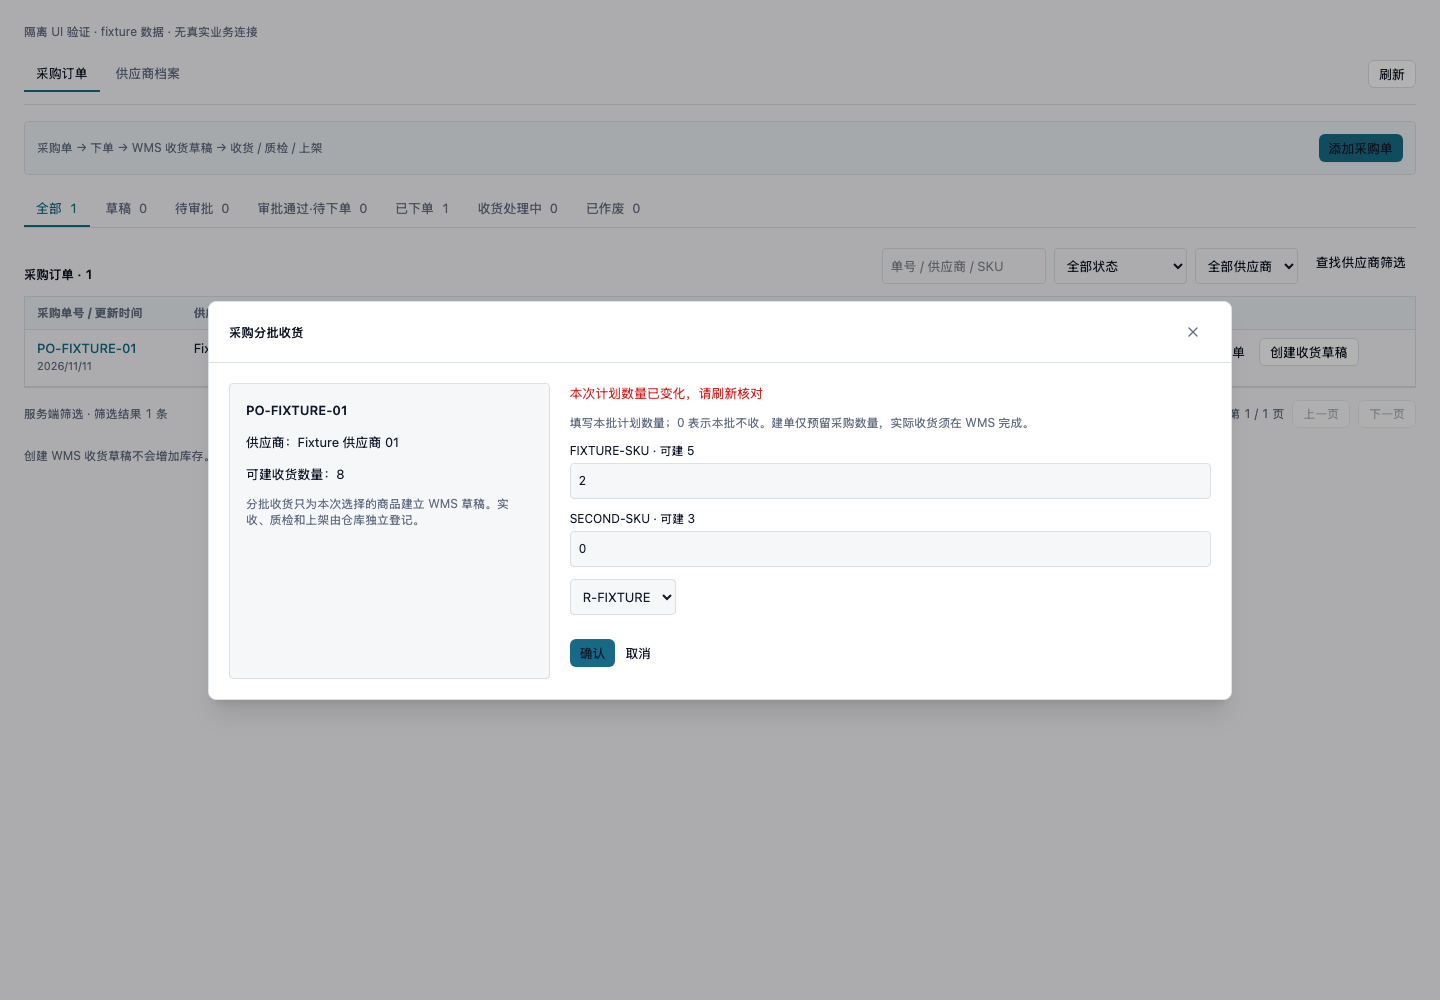 隔离 UI 验证 · fixture 数据 · 无真实业务连接
采购订单 供应商档案 刷新
采购单 → 下单 → WMS 收货草稿 → 收货 / 质检 / 上架 添加采购单
全部 1 草稿 0 待审批 0 审批通过·待下单 0 已下单 1 收货处理中 0 已作废 0
采购订单 · 1 单号 / 供应商 / SKU 全部状态 全部供应商 查找供应商筛选
采购单号 / 更新时间
PO-FIXTURE-01 单 创建收货草稿
2026/11/11
服务端筛选 · 筛选结果 1 条 1 / 1 页 上一页 下一页
创建 WMS 收货草稿不会增加库存。
采购分批收货
PO-FIXTURE-01
供应商：Fixture 供应商 01
可建收货数量：8
分批收货只为本次选择的商品建立 WMS 草稿。实
收、质检和上架由仓库独立登记。
本次计划数量已变化，请刷新核对
填写本批计划数量；0 表示本批不收。建单仅预留采购数量，实际收货须在 WMS 完成。
FIXTURE-SKU · 可建 5
2
SECOND-SKU · 可建 3
0
R-FIXTURE
确认 取消